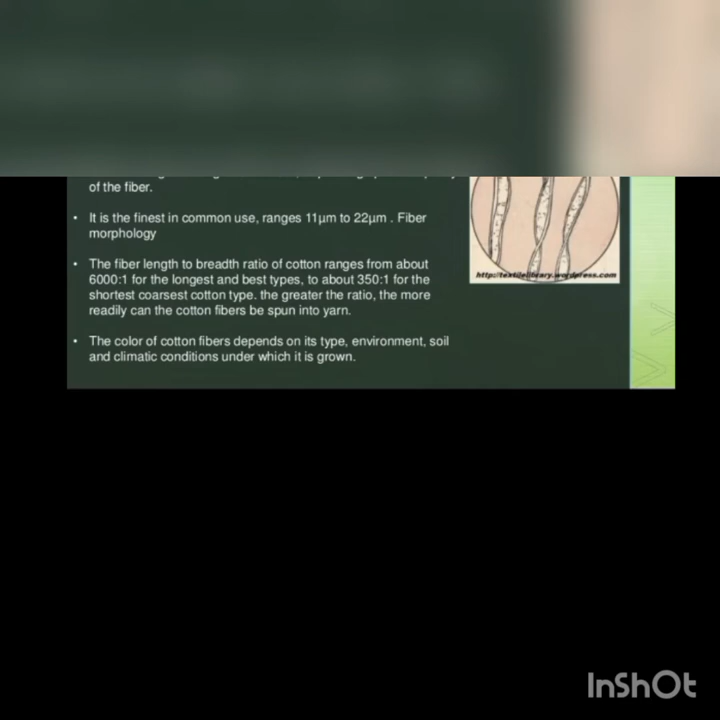 of the fiber.
• It is the finest in common use, ranges 11µm to 22µm . Fiber
morphology
• The fiber length to breadth ratio of cotton ranges from about
6000:1 for the longest and best types, to about 350:1 for the
shortest coarsest cotton type. the greater the ratio, the more
readily can the cotton fibers be spun into yarn.
• The color of cotton fibers depends on its type, environment, soil
and climatic conditions under which it is grown.
http://textilelibrary.wordpress.com
InShOt